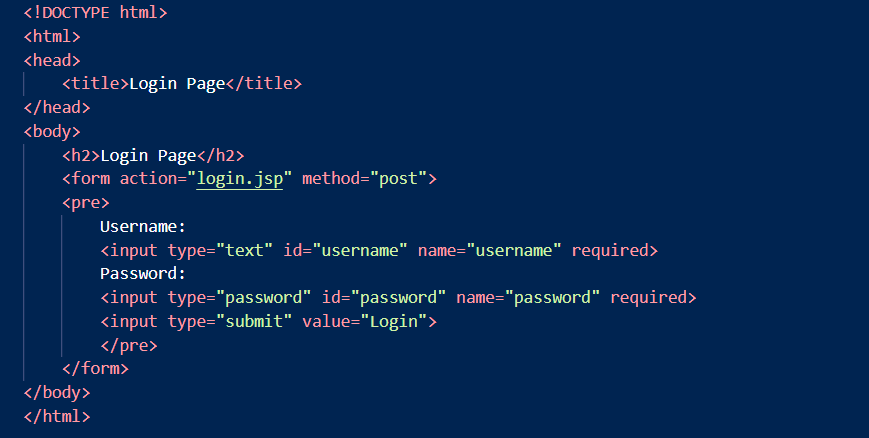 <!DOCTYPE html>
<html>
<head>
<title>Login Page</title>
</head>
<body>
<h2>Login Page</h2>
<form action="login.jsp" method="post">
<pre>
Username:
<input type="text" id="username" name="username" required>
Password:
<input type="password" id="password" name="password" required>
<input type="submit" value="Login">
</pre>
</form>
</body>
</html>